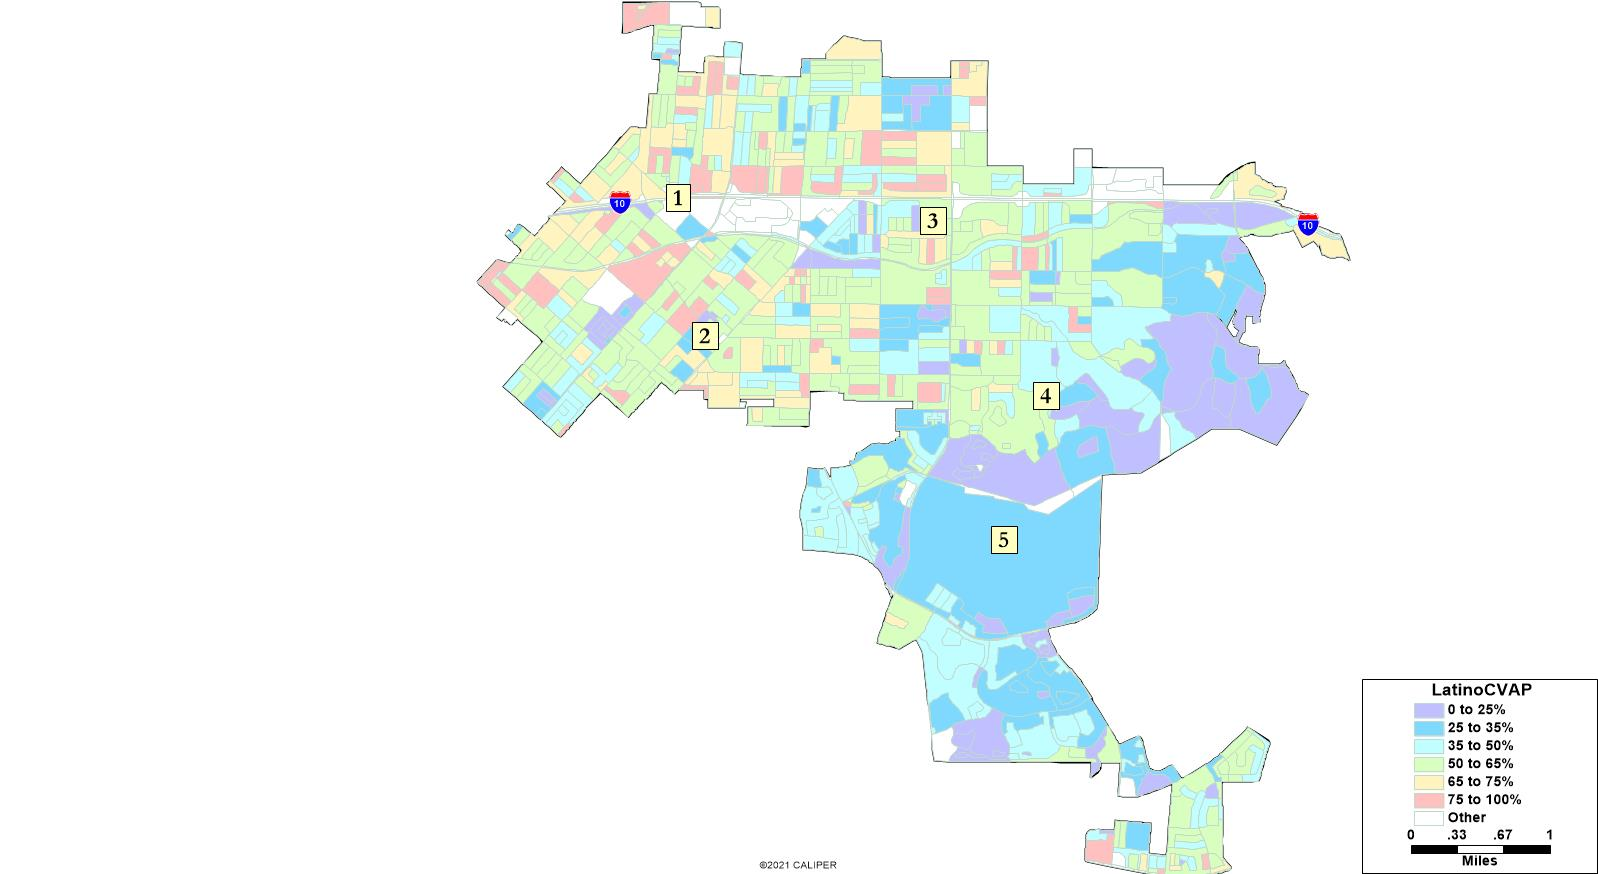 1
10
3
10
2
4
5
LatinoCVAP
0 to 25%
25 to 35%
35 to 50%
50 to 65%
65 to 75%
75 to 100%
Other
0 .33 .67 1
Miles
©2021 CALIPER